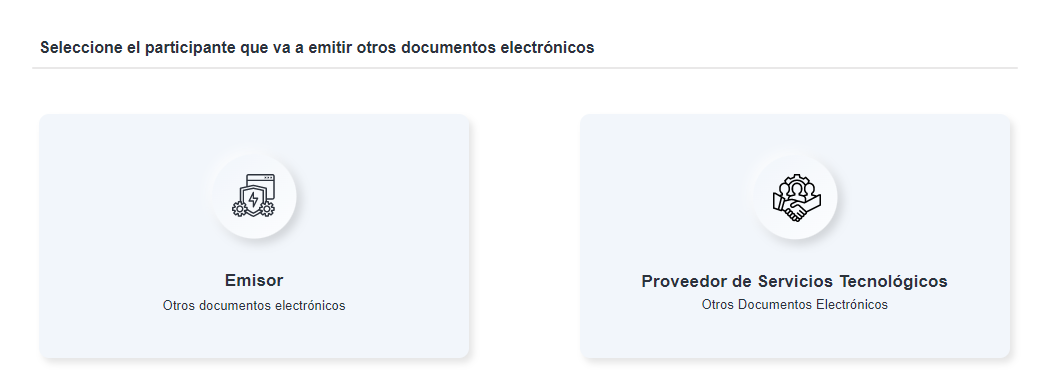 Seleccione el participante que va a emitir otros documentos electrónicos
Emisor
Otros documentos electrónicos
Proveedor de Servicios Tecnológicos
Otros Documentos Electrónicos